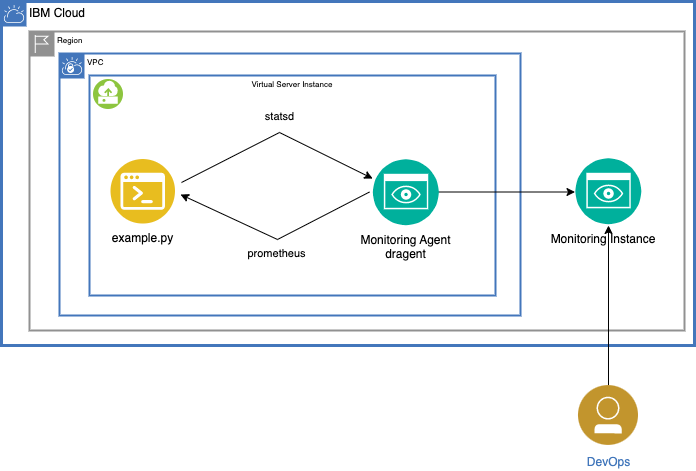 IBM Cloud
Region
VPC
Virtual Server Instance
statsd
example.py
prometheus
Monitoring Agent
dragent
Monitoring Instance
DevOps